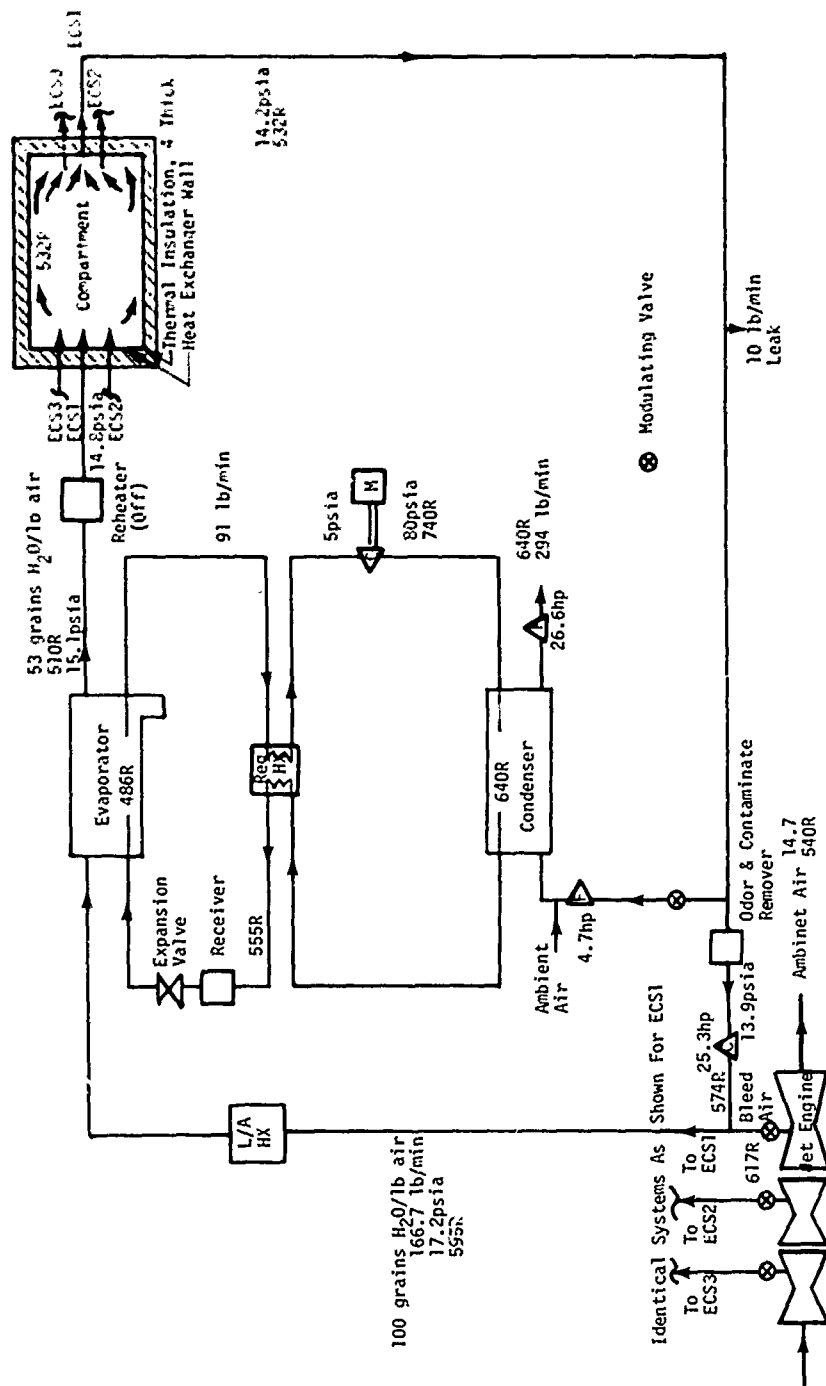 ECS3
ECS1
ECS2
532R
Compartment
Thermal Insulation, 4 Thick
Heat Exchanger Wall
ECS3
ECS1
14.8psia
ECS2
14.2psia
532R
53 grains H2O/lb air
510R
15.1psia
Reheater
(Off)
91 lb/min
Evaporator
486R
Expansion
Valve
Receiver
555R
Reg
HX
5psia
M
C
80psia
740R
640R
294 lb/min
26.6hp
640R
Condenser
Ambient
Air
4.7hp
F
⊗ Modulating Valve
10 lb/min
Leak
Odor & Contaminate
Remover
13.9psia
25.3hp
C
574R
L/A
HX
100 grains H2O/lb air
166.7 lb/min
17.2psia
Identical Systems As Shown For ECS1
To
ECS3
To
ECS2
To
ECS1
617R
Bleed
Air
Jet Engine
Ambinet Air 14.7
540R